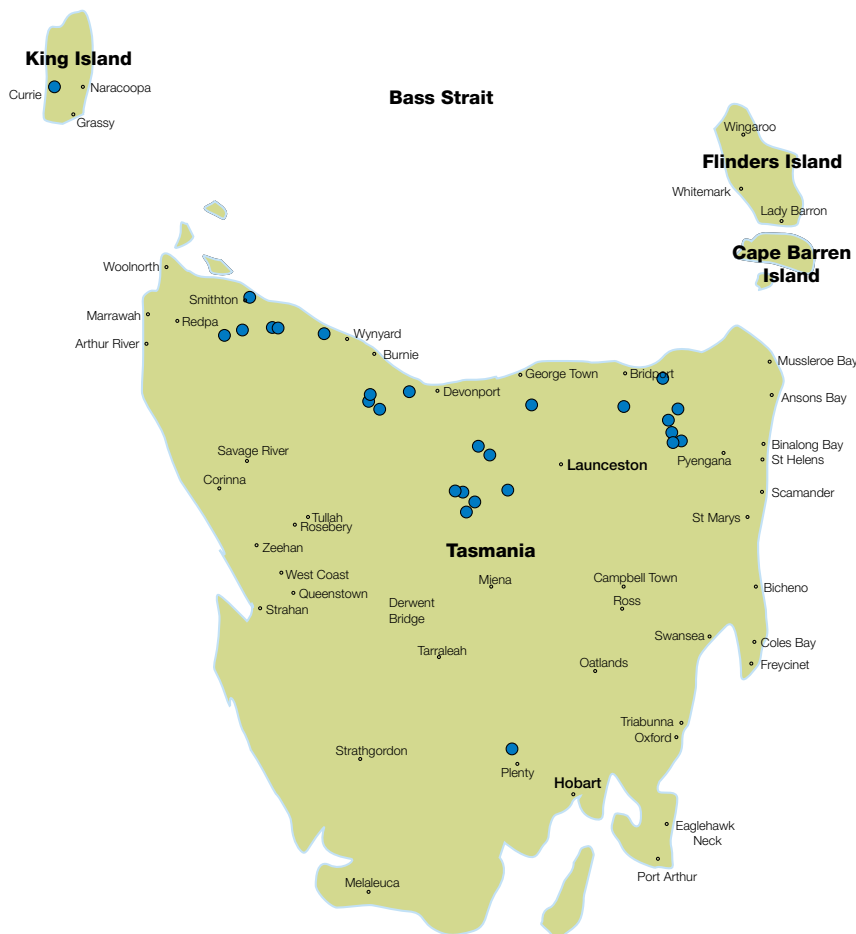 King Island
Currie
Naracoopa
Grassy
Bass Strait
Wingaroo
Flinders Island
Whitemark
Lady Barron
Cape Barren
Island
Woolnorth
Smithton
Marrawah
Redpa
Arthur River
Wynyard
Burnie
Devonport
George Town
Bridport
Mussleroe Bay
Ansons Bay
Savage River
Corinna
Launceston
Pyengana
Binalong Bay
St Helens
Scamander
St Marys
Tullah
Rosebery
Zeehan
Tasmania
West Coast
Queenstown
Strahan
Miena
Derwent
Bridge
Campbell Town
Ross
Bicheno
Swansea
Coles Bay
Freycinet
Tarraleah
Oatlands
Triabunna
Oxford
Strathgordon
Plenty
Hobart
Eaglehawk
Neck
Port Arthur
Melaleuca